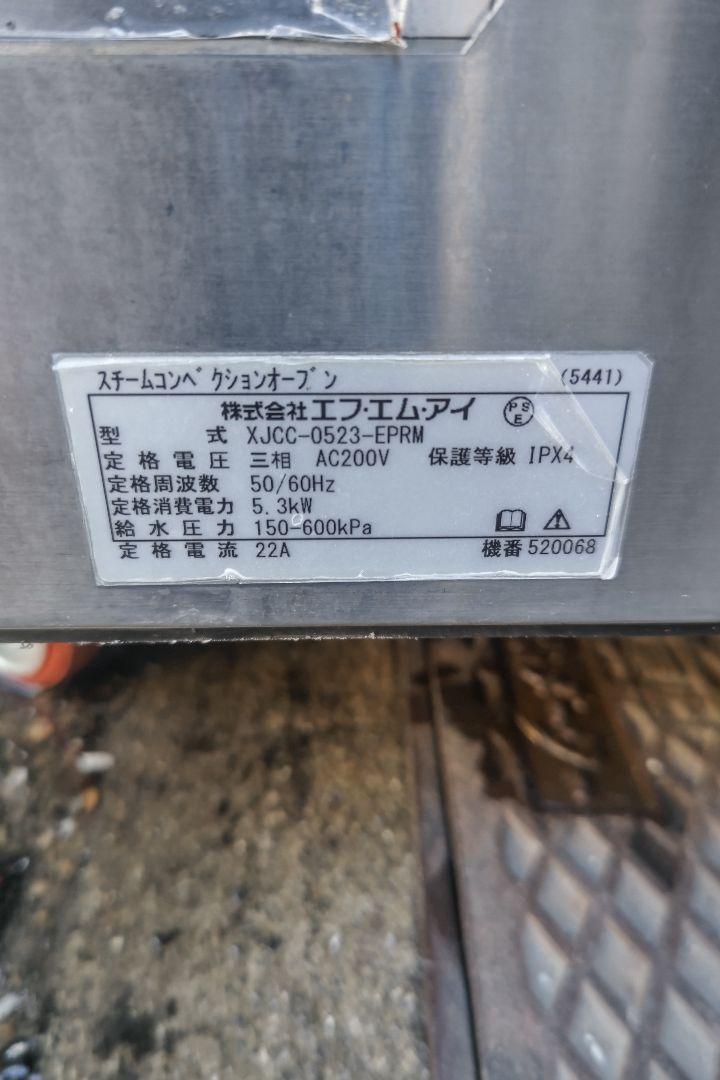 スチームコンベクションオーブン (5441)
株式会社エフ・エム・アイ PSE
型式 XJCC-0523-EPRM
定格電圧 三相 AC200V 保護等級 IPX4
定格周波数 50/60Hz
定格消費電力 5.3kW
給水圧力 150-600kPa
定格電流 22A 機番 520068